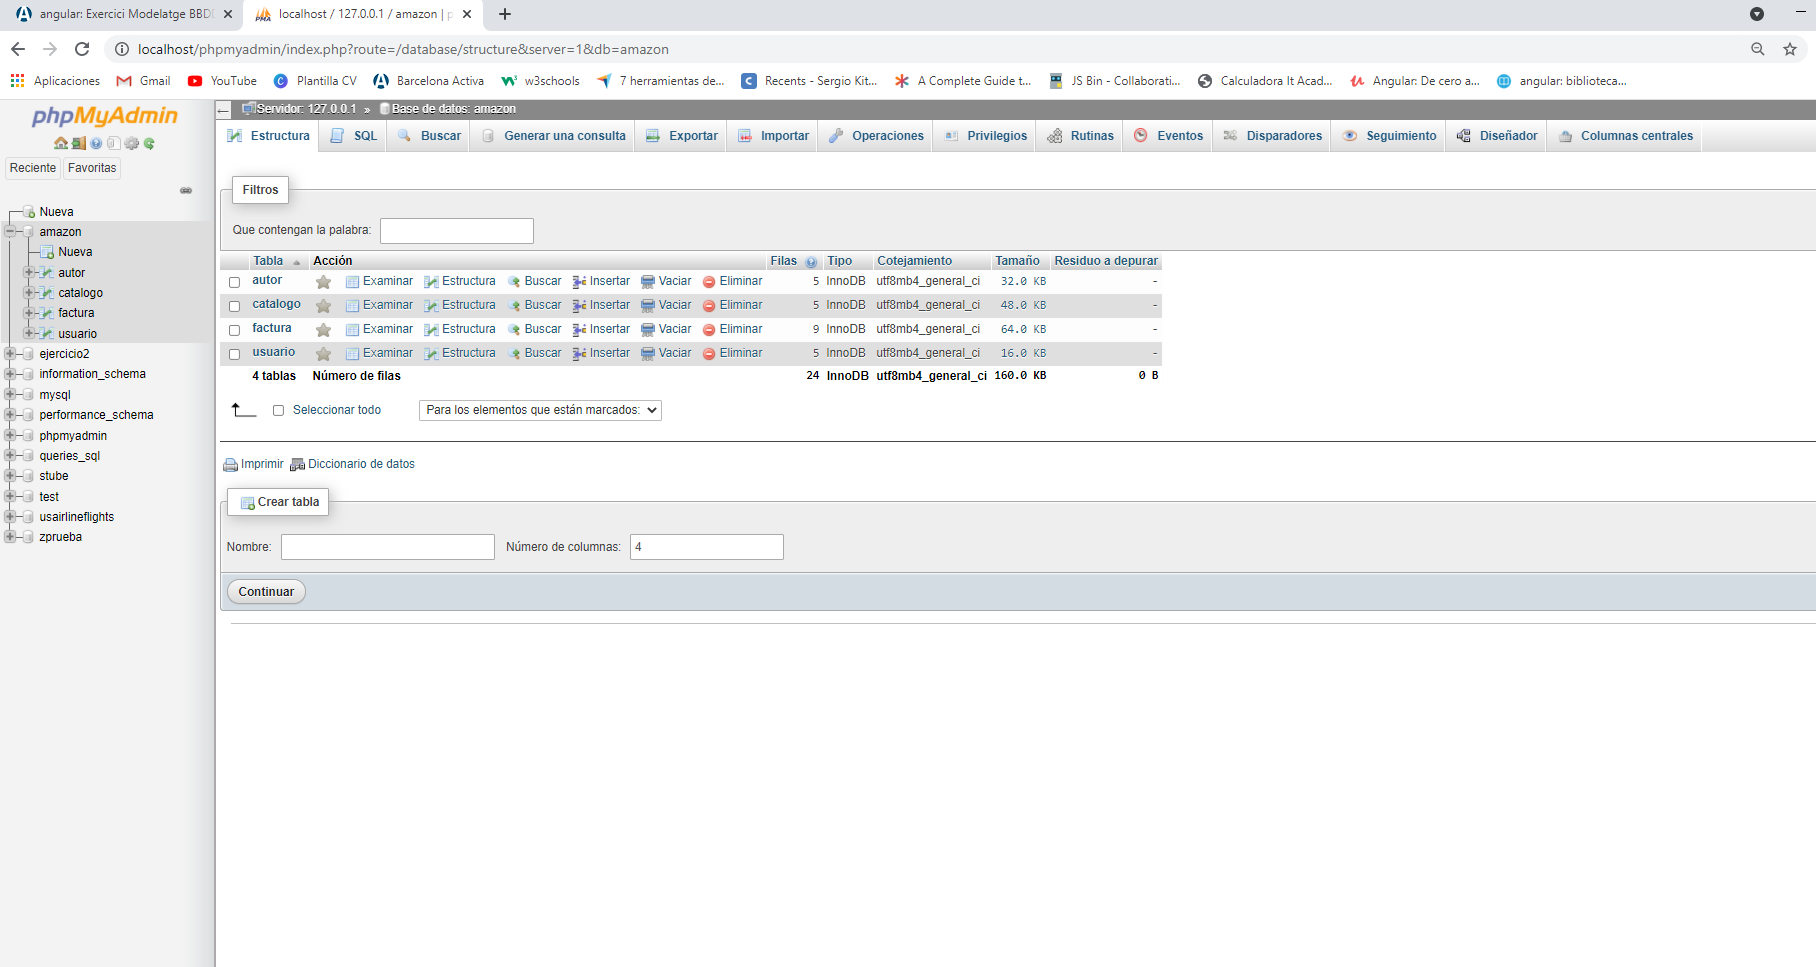 angular: Exercici Modelatge BBD
localhost / 127.0.0.1 / amazon | p
localhost/phpmyadmin/index.php?route=/database/structure&server=1&db=amazon
Aplicaciones Gmail YouTube Plantilla CV Barcelona Activa w3schools 7 herramientas de... Recents - Sergio Kit... A Complete Guide t... JS Bin - Collaborati... Calculadora It Acad... Angular: De cero a... angular: biblioteca...
phpMyAdmin
Reciente Favoritas
Nueva
amazon
Nueva
autor
catalogo
factura
usuario
ejercicio2
information_schema
mysql
performance_schema
phpmyadmin
queries_sql
stube
test
usairlineflights
zprueba
Servidor: 127.0.0.1 » Base de datos: amazon
Estructura SQL Buscar Generar una consulta Exportar Importar Operaciones Privilegios Rutinas Eventos Disparadores Seguimiento Diseñador Columnas centrales
Filtros
Que contengan la palabra:
Tabla Acción Filas Tipo Cotejamiento Tamaño Residuo a depurar
autor Examinar Estructura Buscar Insertar Vaciar Eliminar 5 InnoDB utf8mb4_general_ci 32.0 KB -
catalogo Examinar Estructura Buscar Insertar Vaciar Eliminar 5 InnoDB utf8mb4_general_ci 48.0 KB -
factura Examinar Estructura Buscar Insertar Vaciar Eliminar 9 InnoDB utf8mb4_general_ci 64.0 KB -
usuario Examinar Estructura Buscar Insertar Vaciar Eliminar 5 InnoDB utf8mb4_general_ci 16.0 KB -
4 tablas Número de filas 24 InnoDB utf8mb4_general_ci 160.0 KB 0 B
Seleccionar todo Para los elementos que están marcados:
Imprimir Diccionario de datos
Crear tabla
Nombre: Número de columnas: 4
Continuar